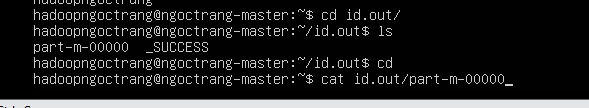 hadoopngoctrang
hadoopngoctrang@ngoctrang-master:~$ cd id.out/
hadoopngoctrang@ngoctrang-master:~/id.out$ ls
part-m-00000  _SUCCESS
hadoopngoctrang@ngoctrang-master:~/id.out$ cd
hadoopngoctrang@ngoctrang-master:~$ cat id.out/part-m-00000_